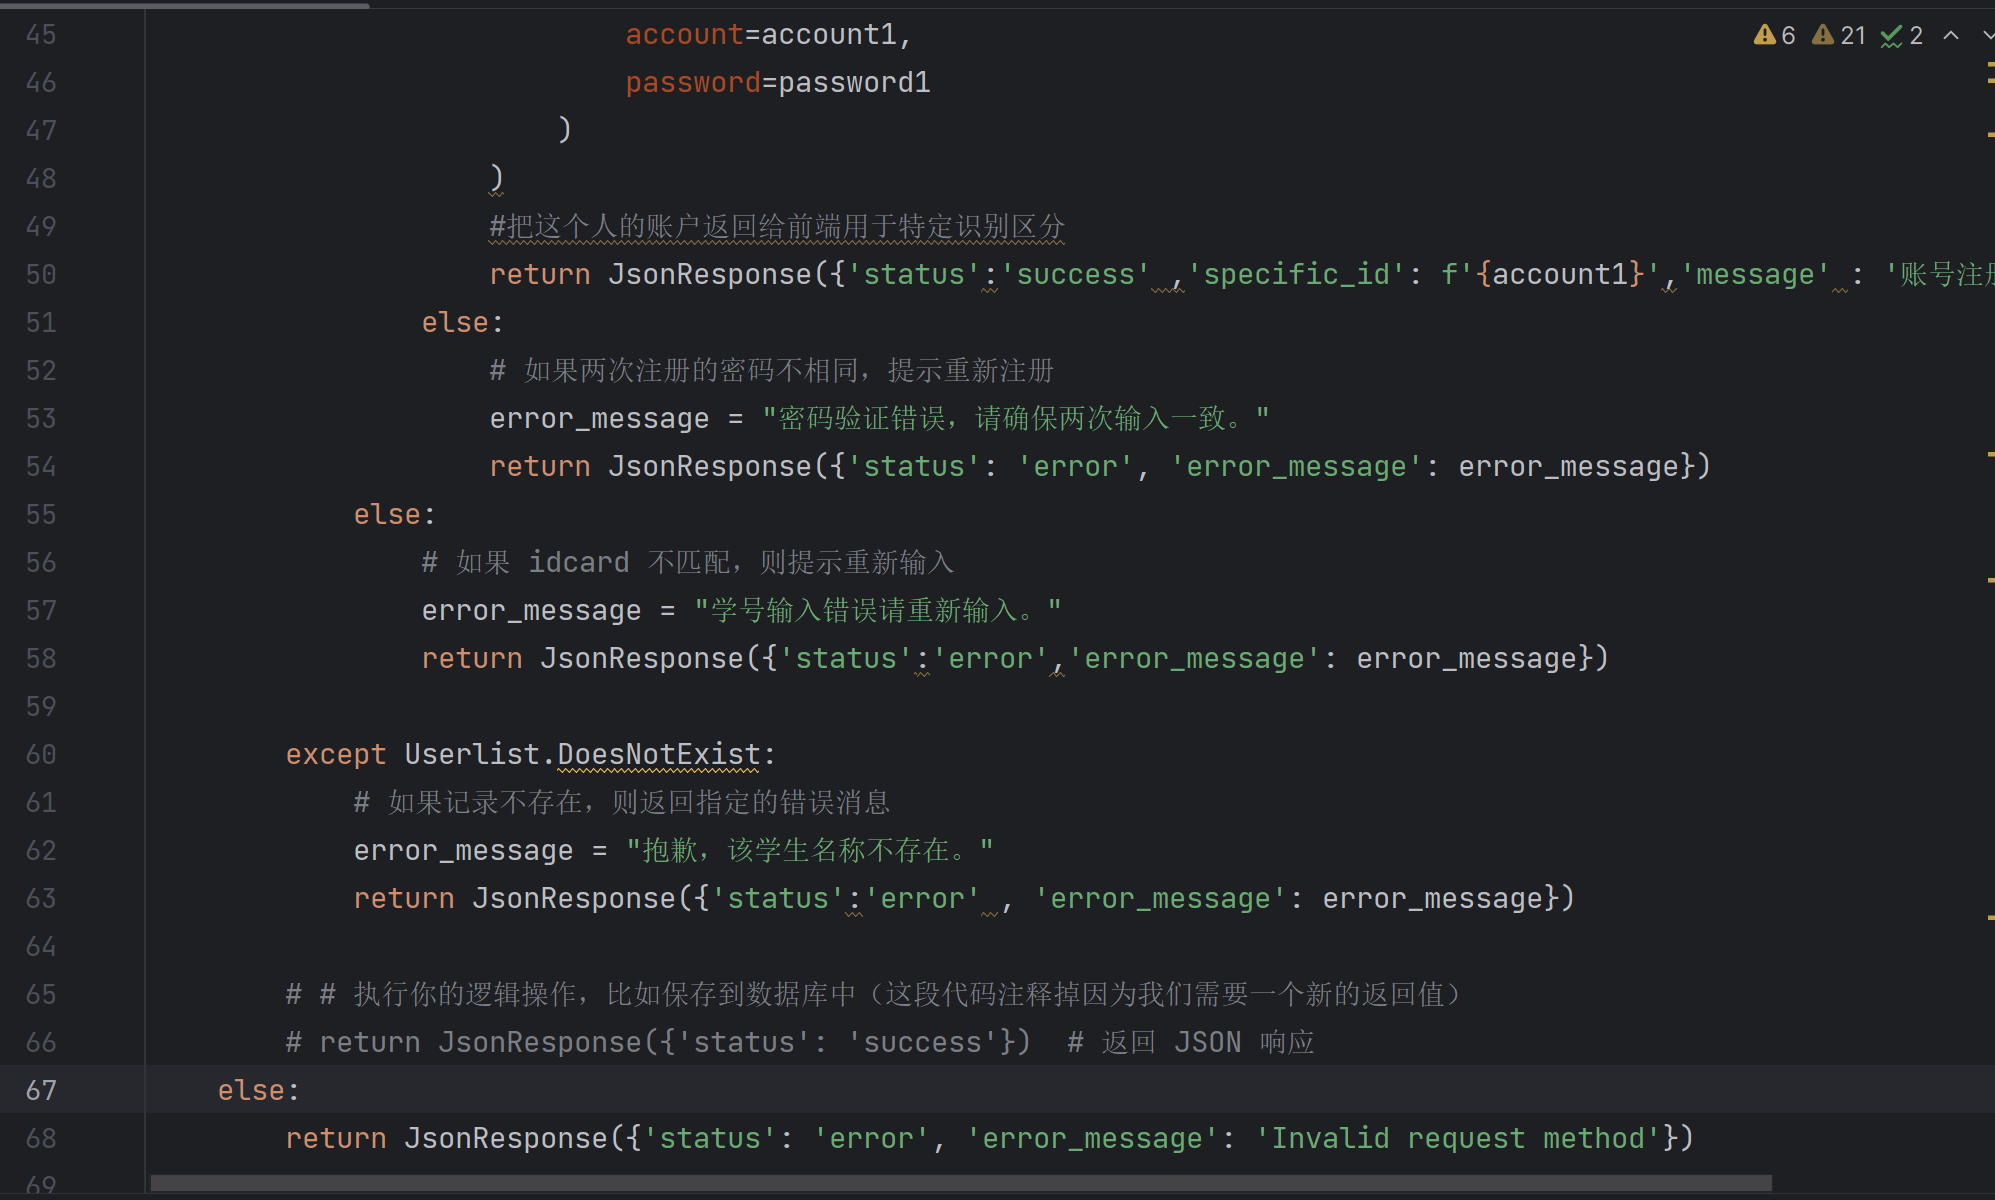 45 account=account1,
6 21 2
46 password=password1
47 )
48 )
49 #把这个人的账户返回给前端用于特定识别区分
50 return JsonResponse({'status':'success' ,'specific_id': f'{account1}','message' : '账号注
51 else:
52 # 如果两次注册的密码不相同，提示重新注册
53 error_message = "密码验证错误，请确保两次输入一致。"
54 return JsonResponse({'status': 'error', 'error_message': error_message})
55 else:
56 # 如果 idcard 不匹配，则提示重新输入
57 error_message = "学号输入错误请重新输入。"
58 return JsonResponse({'status':'error','error_message': error_message})
59
60 except Userlist.DoesNotExist:
61 # 如果记录不存在，则返回指定的错误消息
62 error_message = "抱歉，该学生名称不存在。"
63 return JsonResponse({'status':'error' , 'error_message': error_message})
64
65 # # 执行你的逻辑操作，比如保存到数据库中（这段代码注释掉因为我们需要一个新的返回值）
66 # return JsonResponse({'status': 'success'})  # 返回 JSON 响应
67 else:
68 return JsonResponse({'status': 'error', 'error_message': 'Invalid request method'})
69